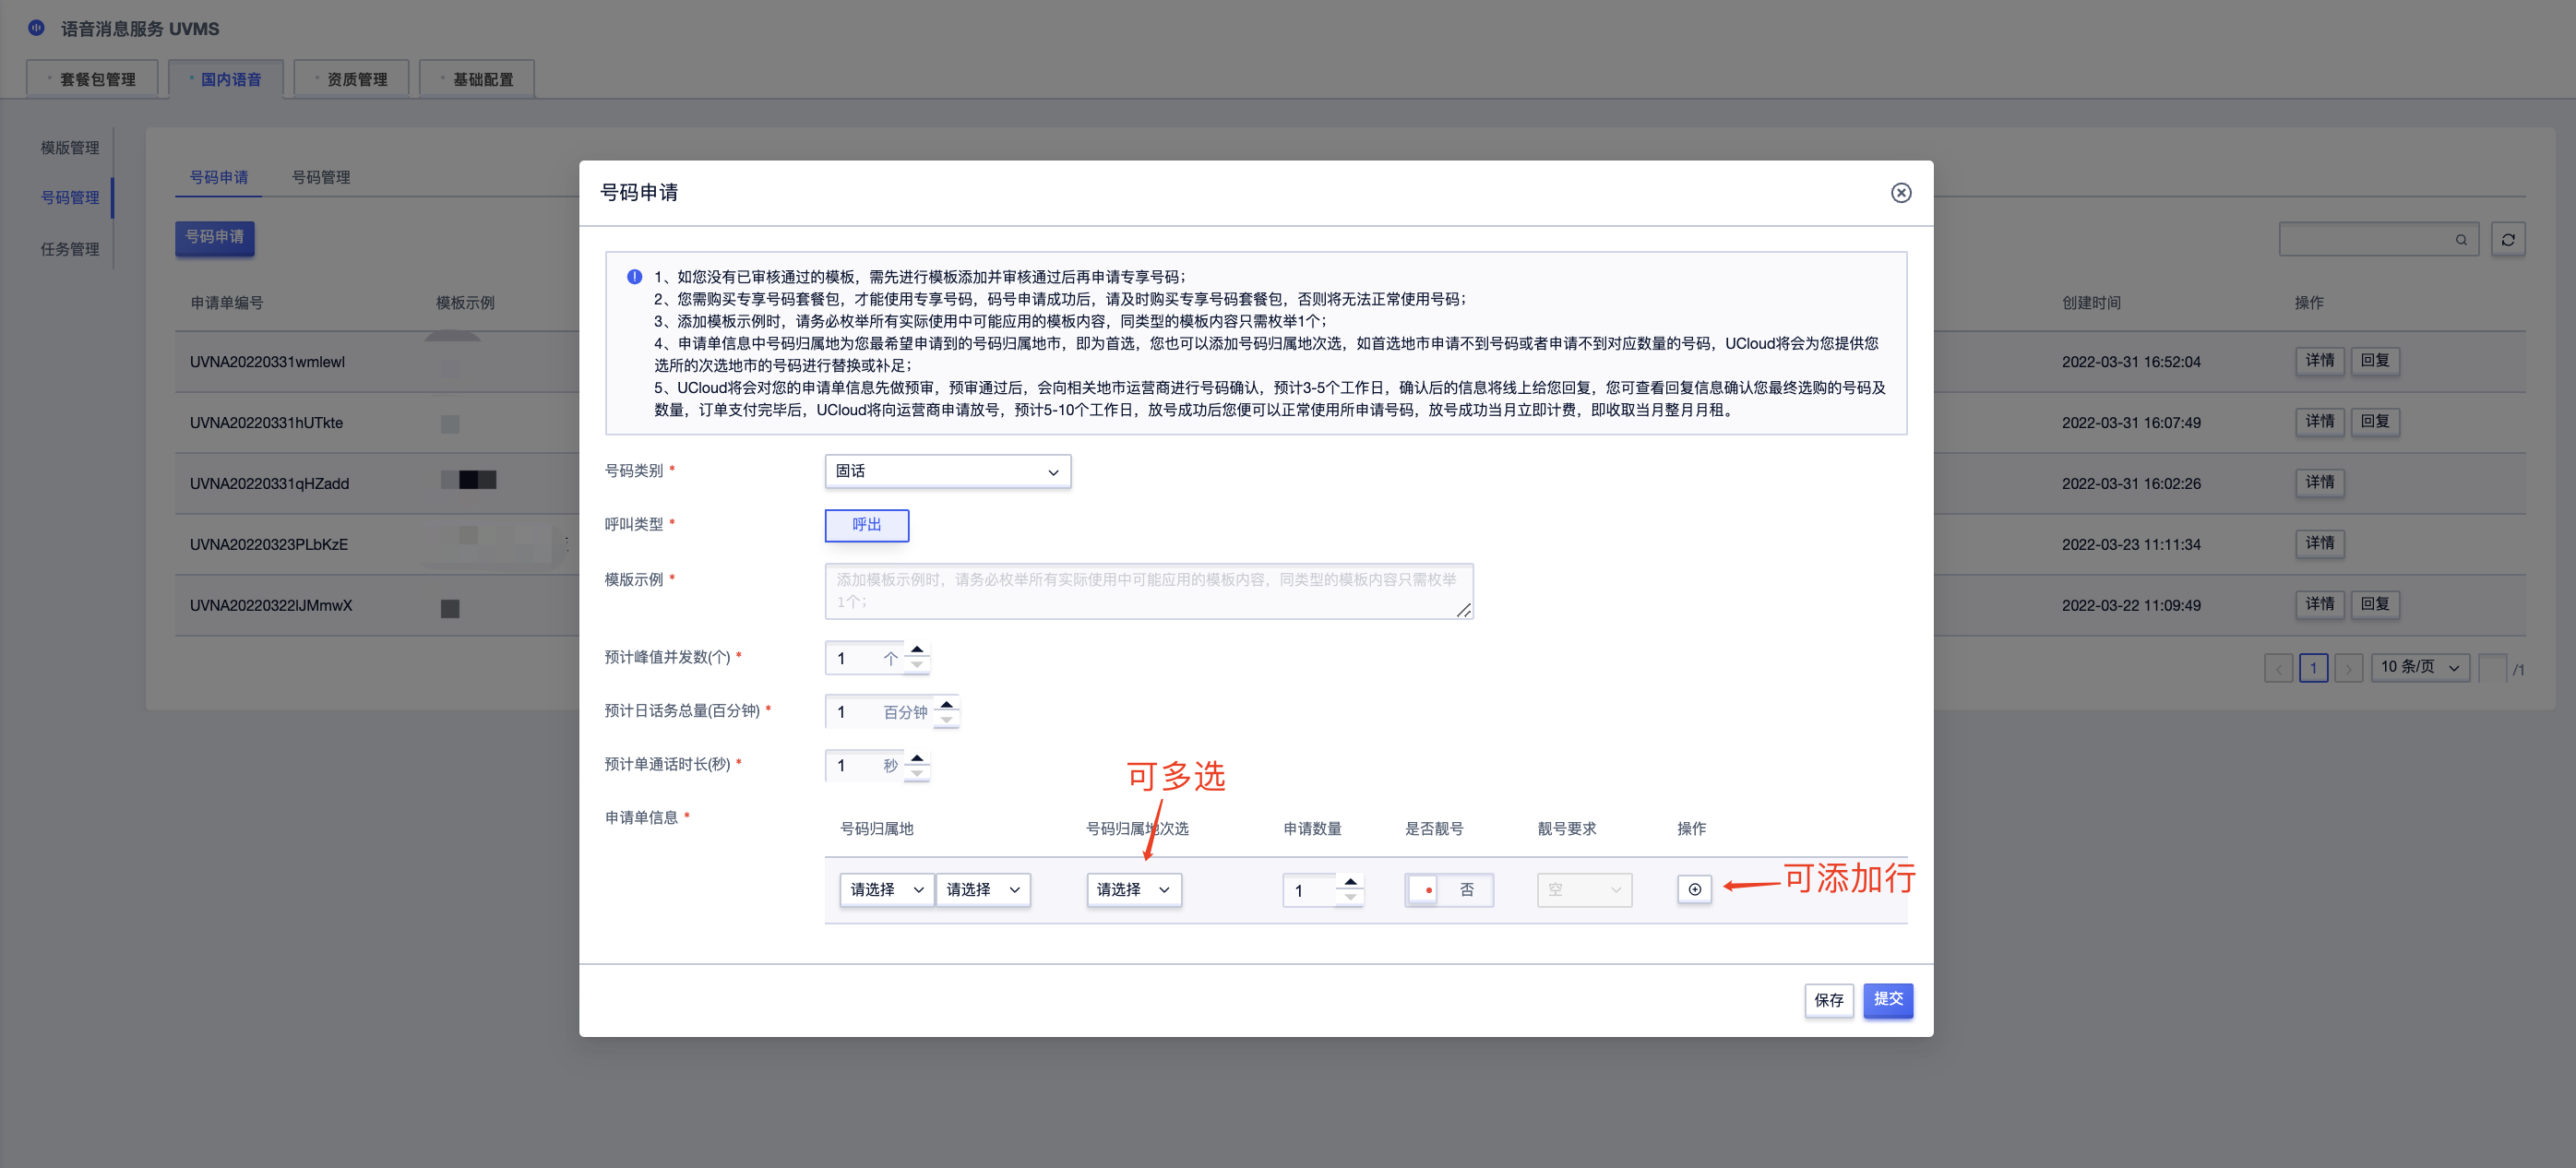 语音消息服务 UVMS
套餐包管理
国内语音
资质管理
基础配置
模版管理
号码管理
任务管理
号码申请
号码管理
号码申请
申请单编号
模板示例
创建时间
操作
UVNA20220331wmlewl
2022-03-31 16:52:04
详情
回复
UVNA20220331hUTkte
2022-03-31 16:07:49
详情
回复
UVNA20220331qHZadd
2022-03-31 16:02:26
详情
UVNA20220323PLbKzE
2022-03-23 11:11:34
详情
UVNA20220322lJMmwX
2022-03-22 11:09:49
详情
回复
1
10 条/页
/1
号码申请
1、如您没有已审核通过的模板，需先进行模板添加并审核通过后再申请专享号码；
2、您需购买专享号码套餐包，才能使用专享号码，码号申请成功后，请及时购买专享号码套餐包，否则将无法正常使用号码；
3、添加模板示例时，请务必枚举所有实际使用中可能应用的模板内容，同类型的模板内容只需枚举1个；
4、申请单信息中号码归属地为您最希望申请到的号码归属地市，即为首选，您也可以添加号码归属地次选，如首选地市申请不到号码或者申请不到对应数量的号码，UCloud将会为您提供您
选所的次选地市的号码进行替换或补足；
5、UCloud将会对您的申请单信息先做预审，预审通过后，会向相关地市运营商进行号码确认，预计3-5个工作日，确认后的信息将线上给您回复，您可查看回复信息确认您最终选购的号码及
数量，订单支付完毕后，UCloud将向运营商申请放号，预计5-10个工作日，放号成功后您便可以正常使用所申请号码，放号成功当月立即计费，即收取当月整月月租。
号码类别 *
固话
呼叫类型 *
呼出
模版示例 *
添加模板示例时，请务必枚举所有实际使用中可能应用的模板内容，同类型的模板内容只需枚举
1个；
预计峰值并发数(个) *
1 个
预计日话务总量(百分钟) *
1 百分钟
预计单通话时长(秒) *
1 秒
可多选
申请单信息 *
号码归属地
号码归属地次选
申请数量
是否靓号
靓号要求
操作
请选择
请选择
请选择
1
否
空
可添加行
保存
提交